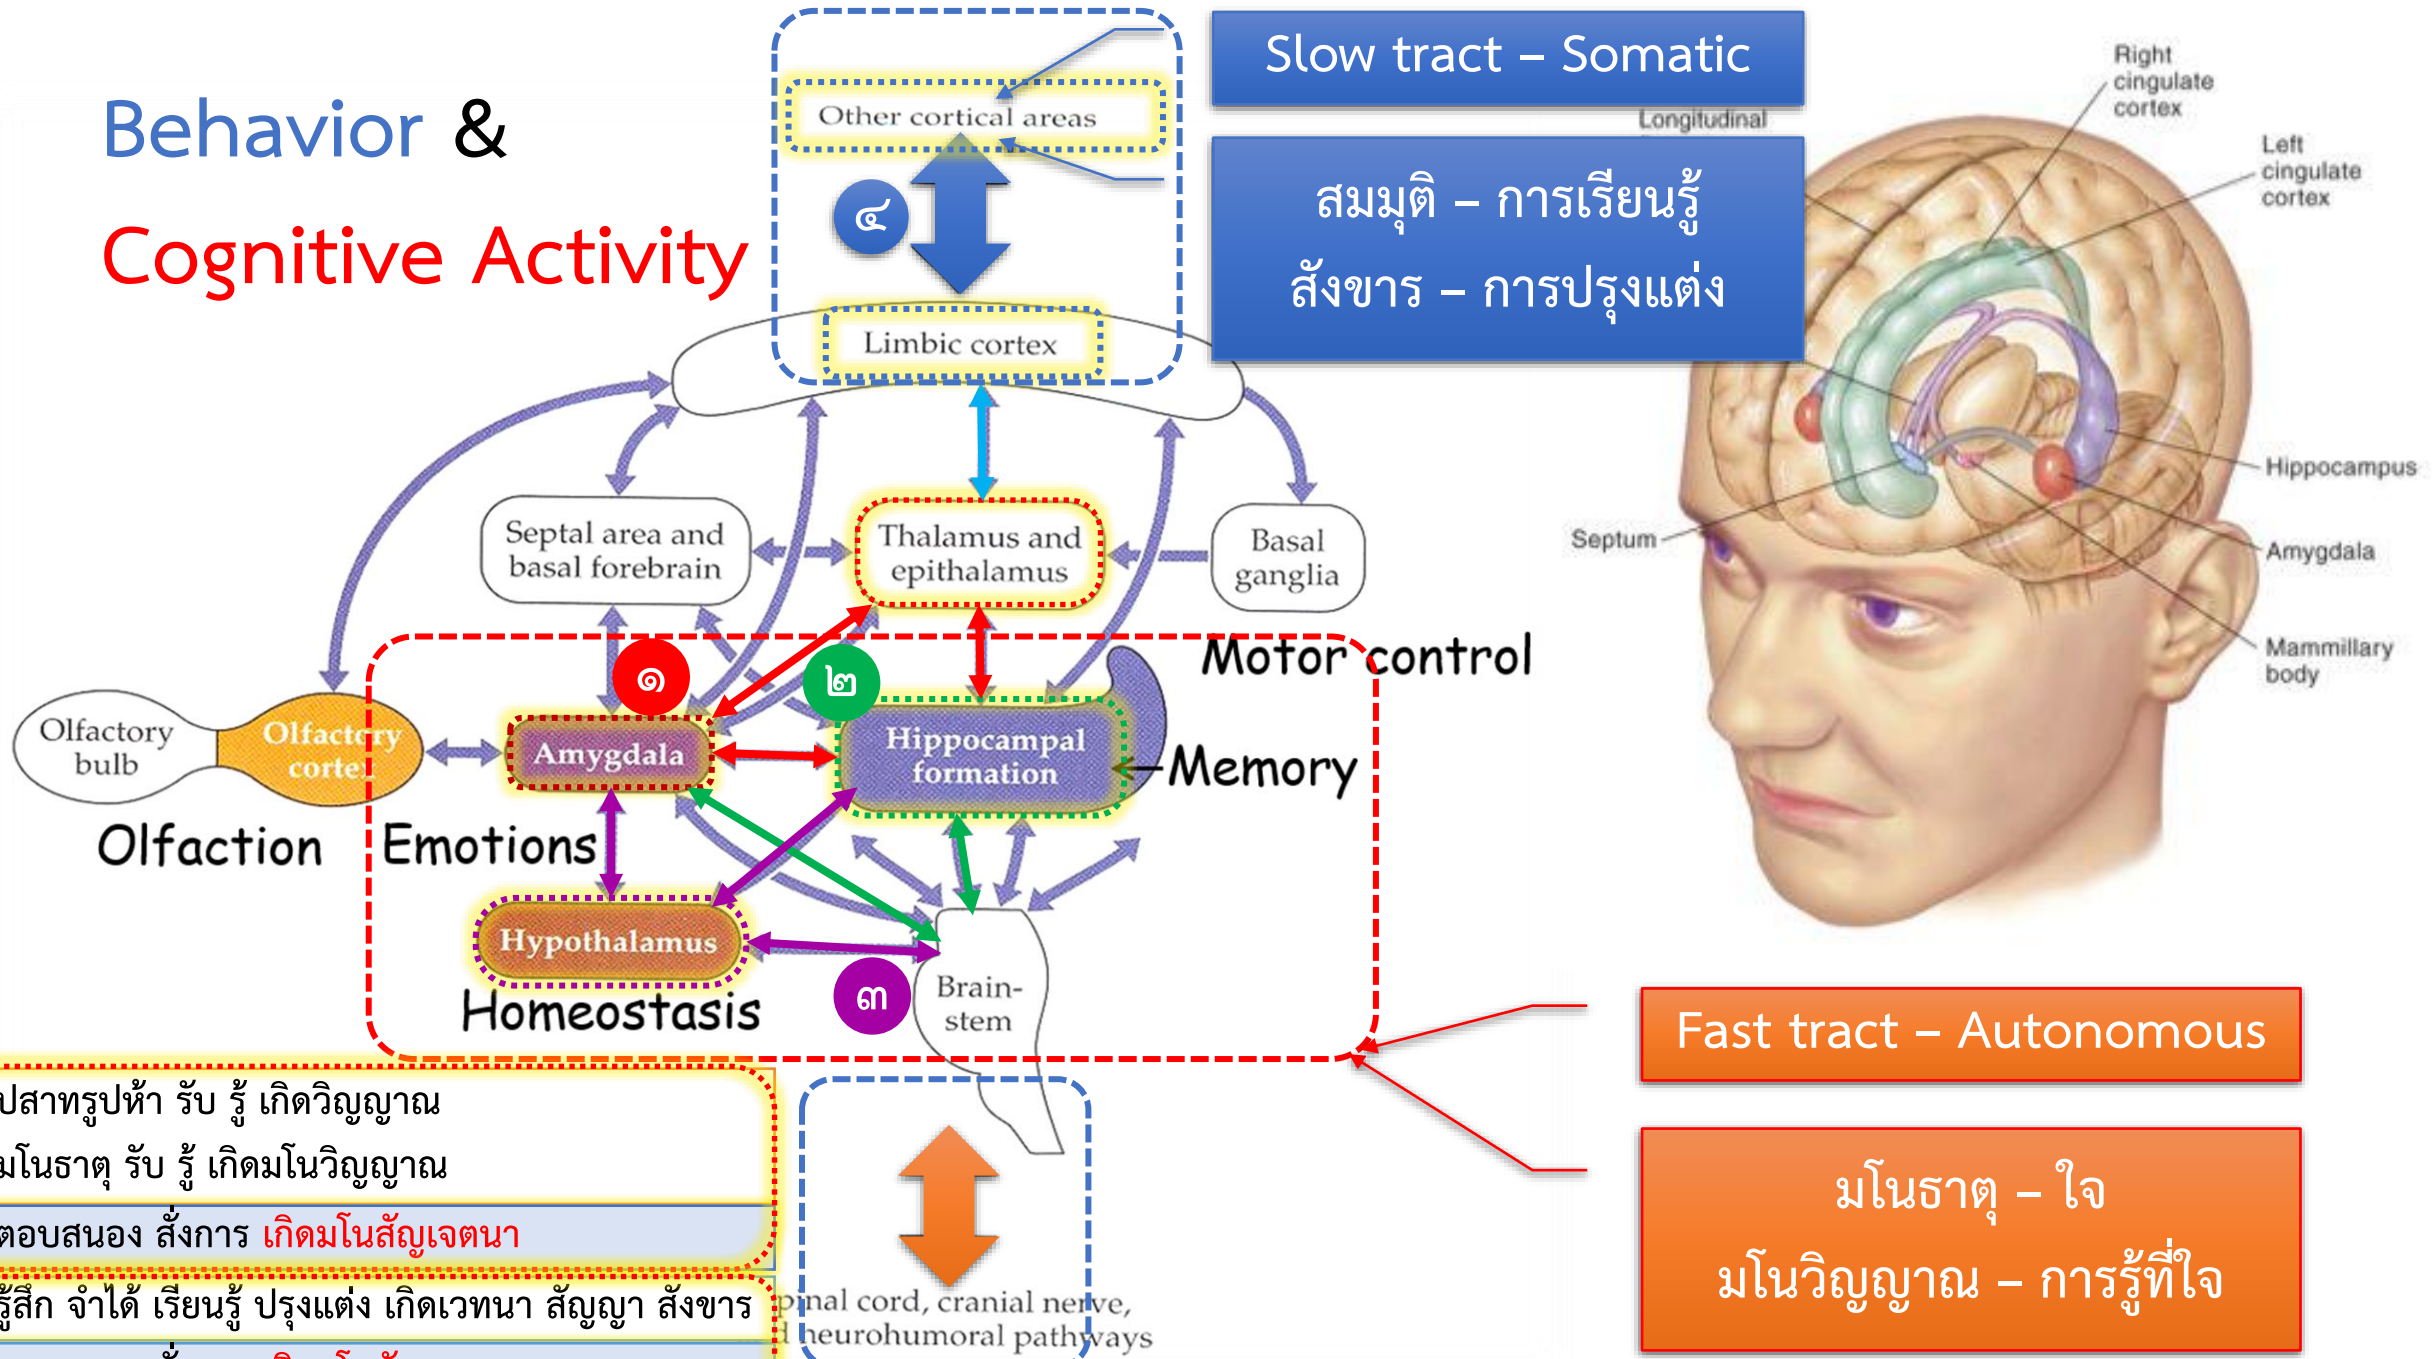 Behavior &
Cognitive Activity
Slow tract – Somatic
สมมุติ – การเรียนรู้
สังขาร – การปรุงแต่ง
Other cortical areas
๔
Limbic cortex
Septal area and
basal forebrain
Thalamus and
epithalamus
Basal
ganglia
Motor control
๑
๒
Olfactory
bulb
Olfactory
cortex
Amygdala
Hippocampal
formation
Memory
Olfaction
Emotions
Hypothalamus
Homeostasis
๓
Brain-
stem
pinal cord, cranial nerve,
d neurohumoral pathways
Longitudinal
Right
cingulate
cortex
Left
cingulate
cortex
Septum
Hippocampus
Amygdala
Mammillary
body
Fast tract – Autonomous
มโนธาตุ – ใจ
มโนวิญญาณ – การรู้ที่ใจ
ปสาทรูปห้า รับ รู้ เกิดวิญญาณ
มโนธาตุ รับ รู้ เกิดมโนวิญญาณ
ตอบสนอง สั่งการ เกิดมโนสัญเจตนา
รู้สึก จำได้ เรียนรู้ ปรุงแต่ง เกิดเวทนา สัญญา สังขาร